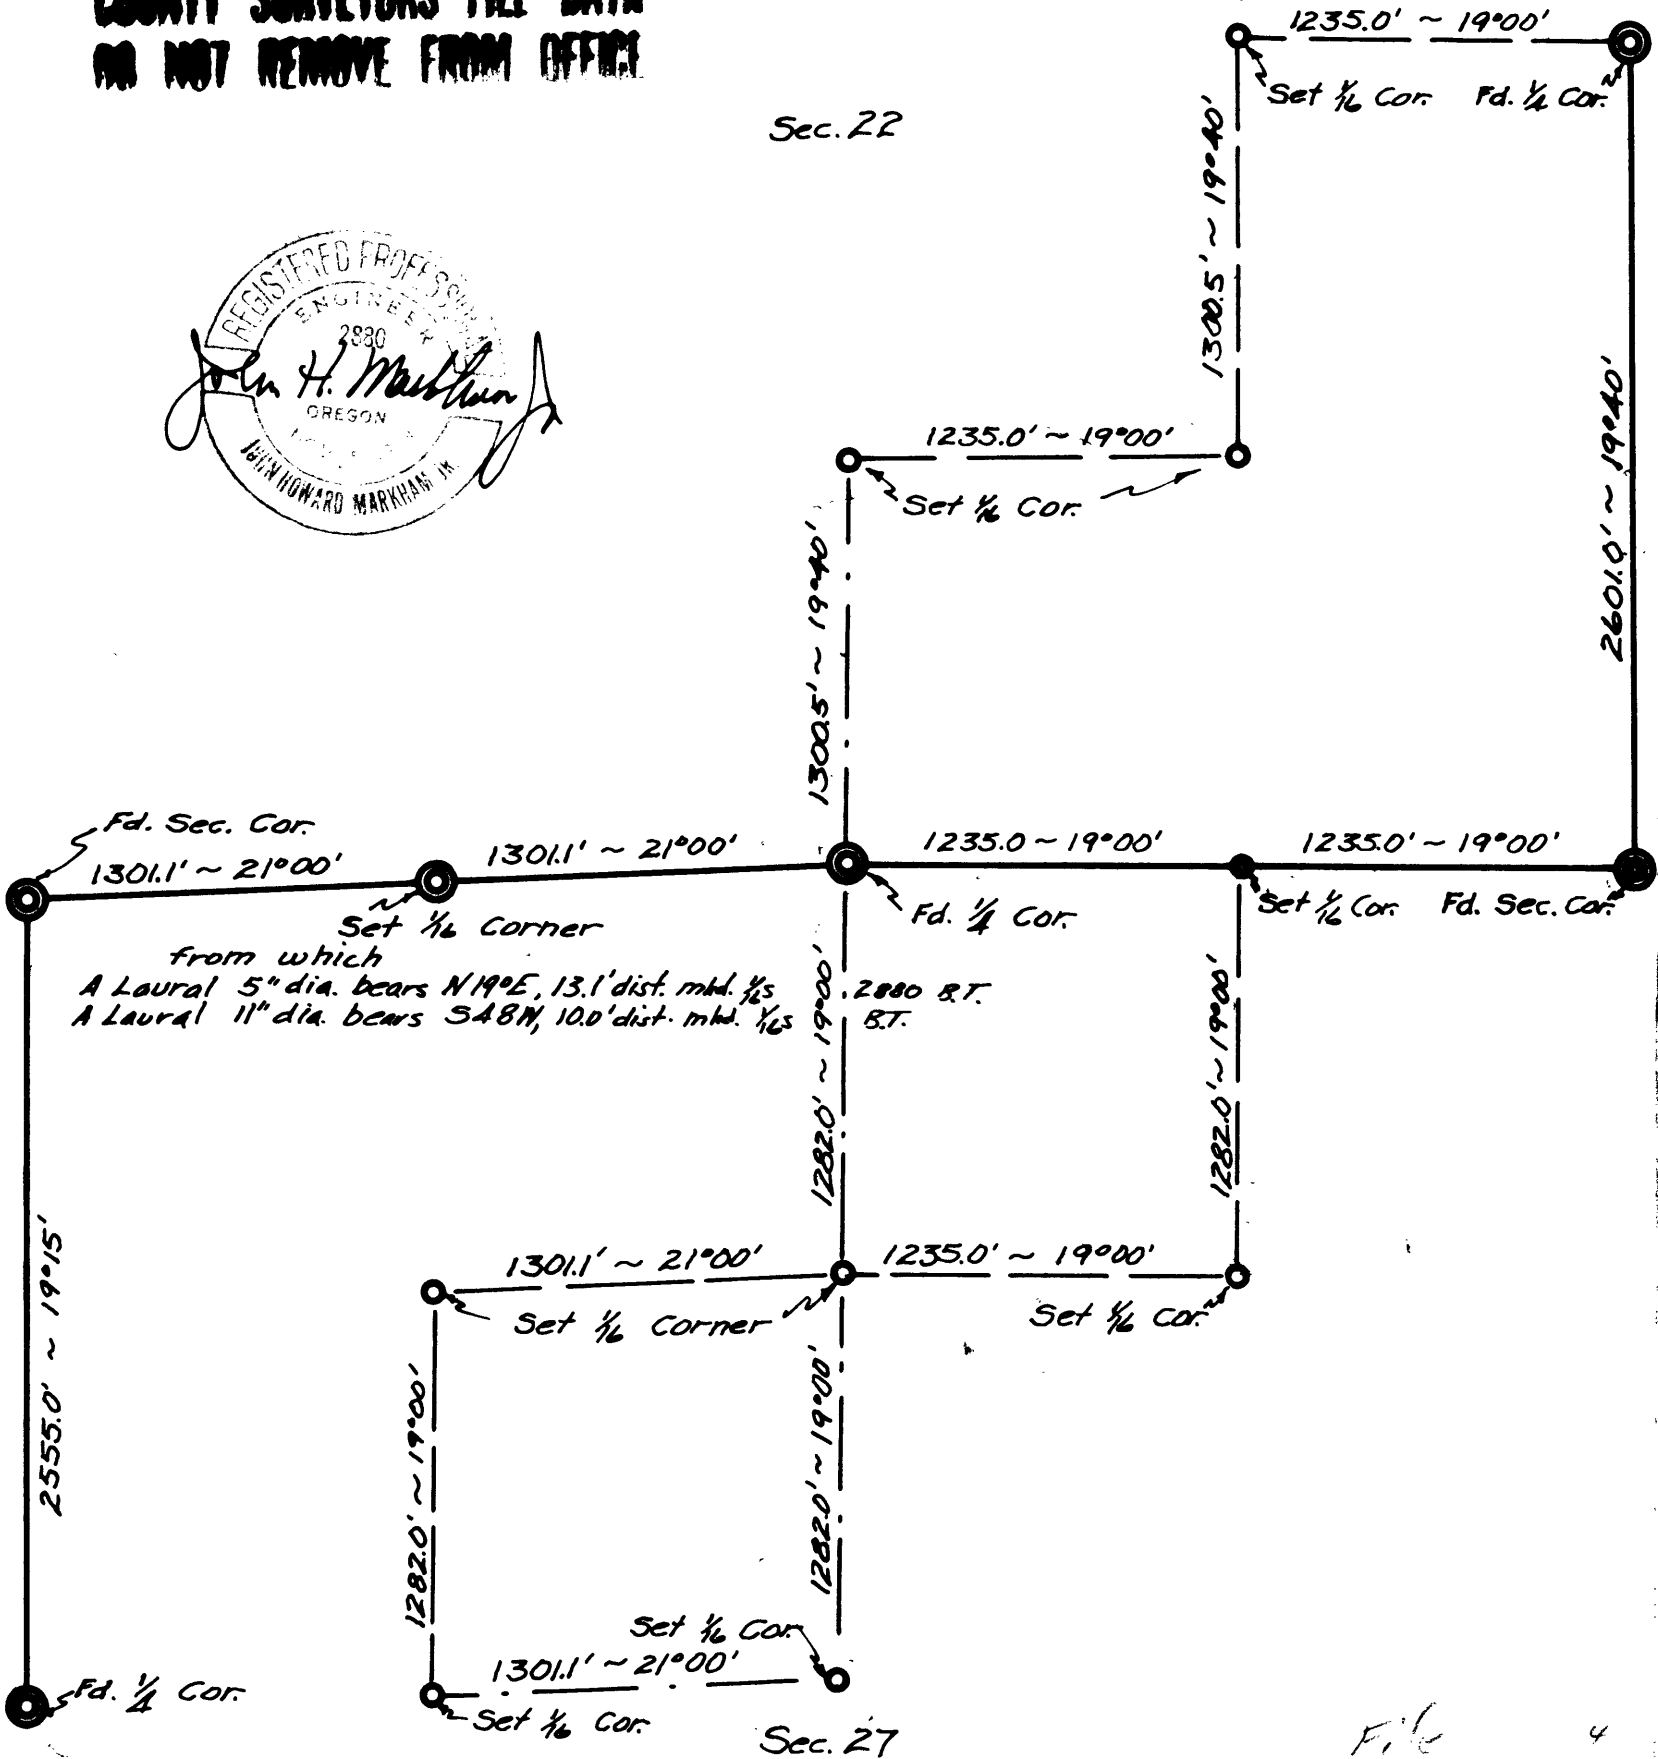 COUNTY SURVEYORS FILE DATA
DO NOT REMOVE FROM OFFICE
1235.0' ~ 19°00'
Set 1/16 Cor. Fd. 1/4 Cor.
Sec. 22
1300.5' ~ 19°40'
REGISTERED PROFESSIONAL
ENGINEER
2880
John H. Markham Jr
OREGON
JOHN HOWARD MARKHAM JR.
2601.0' ~ 19°40'
1235.0' ~ 19°00'
Set 1/16 Cor.
1300.5' ~ 19°40'
Fd. Sec. Cor.
1301.1' ~ 21°00'
1301.1' ~ 21°00'
1235.0 ~ 19°00'
1235.0' ~ 19°00'
Set 1/16 Corner
Fd. 1/4 Cor.
Set 1/16 Cor. Fd. Sec. Cor.
from which
A Laural 5" dia. bears N19°E, 13.1' dist. mkd. 1/16 S 2880 B.T.
A Laural 11" dia. bears S48W, 10.0' dist. mkd. 1/16 S B.T.
1282.0' ~ 19°00'
1282.0' ~ 19°00'
2555.0' ~ 19°15'
1301.1' ~ 21°00'
1235.0' ~ 19°00'
Set 1/16 Corner
Set 1/16 Cor.
1282.0' ~ 19°00'
1282.0' ~ 19°00'
Set 1/16 Cor.
1301.1' ~ 21°00'
Fd. 1/4 Cor.
Set 1/16 Cor.
Sec. 27
File 4